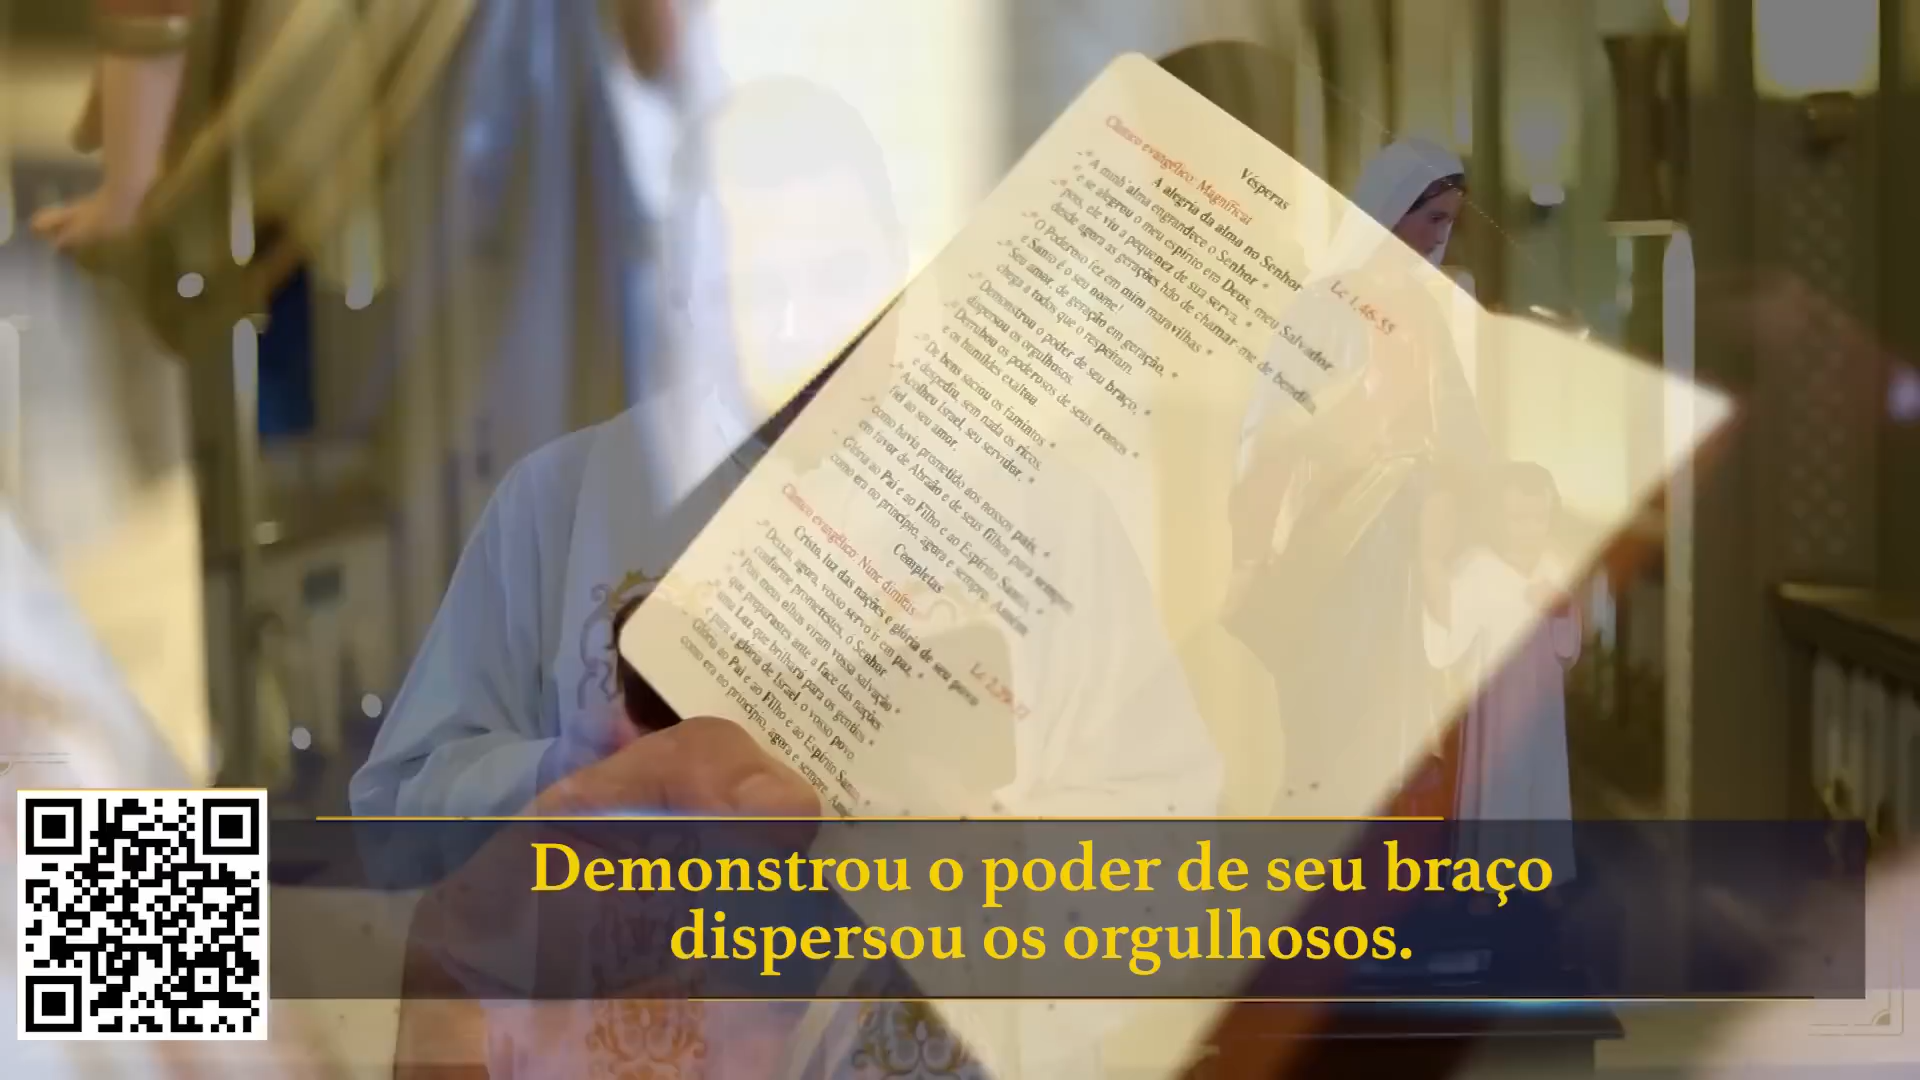 Vésperas
Cântico evangélico: Magnificat
Lc 1,46-55
A alegria da alma no Senhor
A minh'alma engrandece o Senhor *
e se alegrou o meu espírito em Deus, meu Salvador
pois, ele viu a pequenez de sua serva, *
desde agora as gerações hão de chamar-me de bendita
O Poderoso fez em mim maravilhas *
e Santo é o seu nome!
Seu amor, de geração em geração, *
chega a todos que o respeitam.
Demonstrou o poder de seu braço, *
dispersou os orgulhosos.
Derrubou os poderosos de seus tronos *
e os humildes exaltou
De bens saciou os famintos *
e despediu, sem nada os ricos.
Acolheu Israel, seu servidor, *
fiel ao seu amor,
como havia prometido aos nossos pais, *
em favor de Abraão e de seus filhos para sempre.
Glória ao Pai e ao Filho e ao Espírito Santo, *
como era no princípio, agora e sempre. Amém
Completas
Cântico evangélico: Nunc dimittis
Lc 2,29-32
Cristo, luz das nações e glória de seu povo
Deixai, agora, vosso servo ir em paz, *
conforme prometestes, ó Senhor
Pois meus olhos viram vossa salvação *
que preparastes ante a face das nações
uma Luz que brilhará para os gentios *
e para a glória de Israel, o vosso povo
Glória ao Pai e ao Filho e ao Espírito Santo, *
como era no princípio, agora e sempre. Amé
Demonstrou o poder de seu braço
dispersou os orgulhosos.